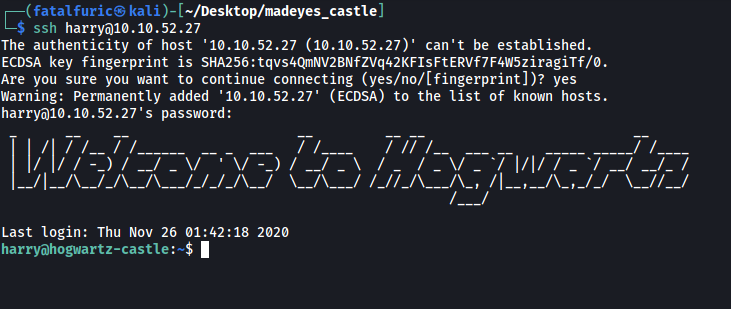 ┌──(fatalfuric㉿kali)-[~/Desktop/madeyes_castle]
└─$ ssh harry@10.10.52.27
The authenticity of host '10.10.52.27 (10.10.52.27)' can't be established.
ECDSA key fingerprint is SHA256:tqvs4QmNV2BNfZVq42KFIsFtERVf7F4W5ziragiTf/0.
Are you sure you want to continue connecting (yes/no/[fingerprint])? yes
Warning: Permanently added '10.10.52.27' (ECDSA) to the list of known hosts.
harry@10.10.52.27's password:
Welcome to Hogwartz
Last login: Thu Nov 26 01:42:18 2020
harry@hogwartz-castle:~$